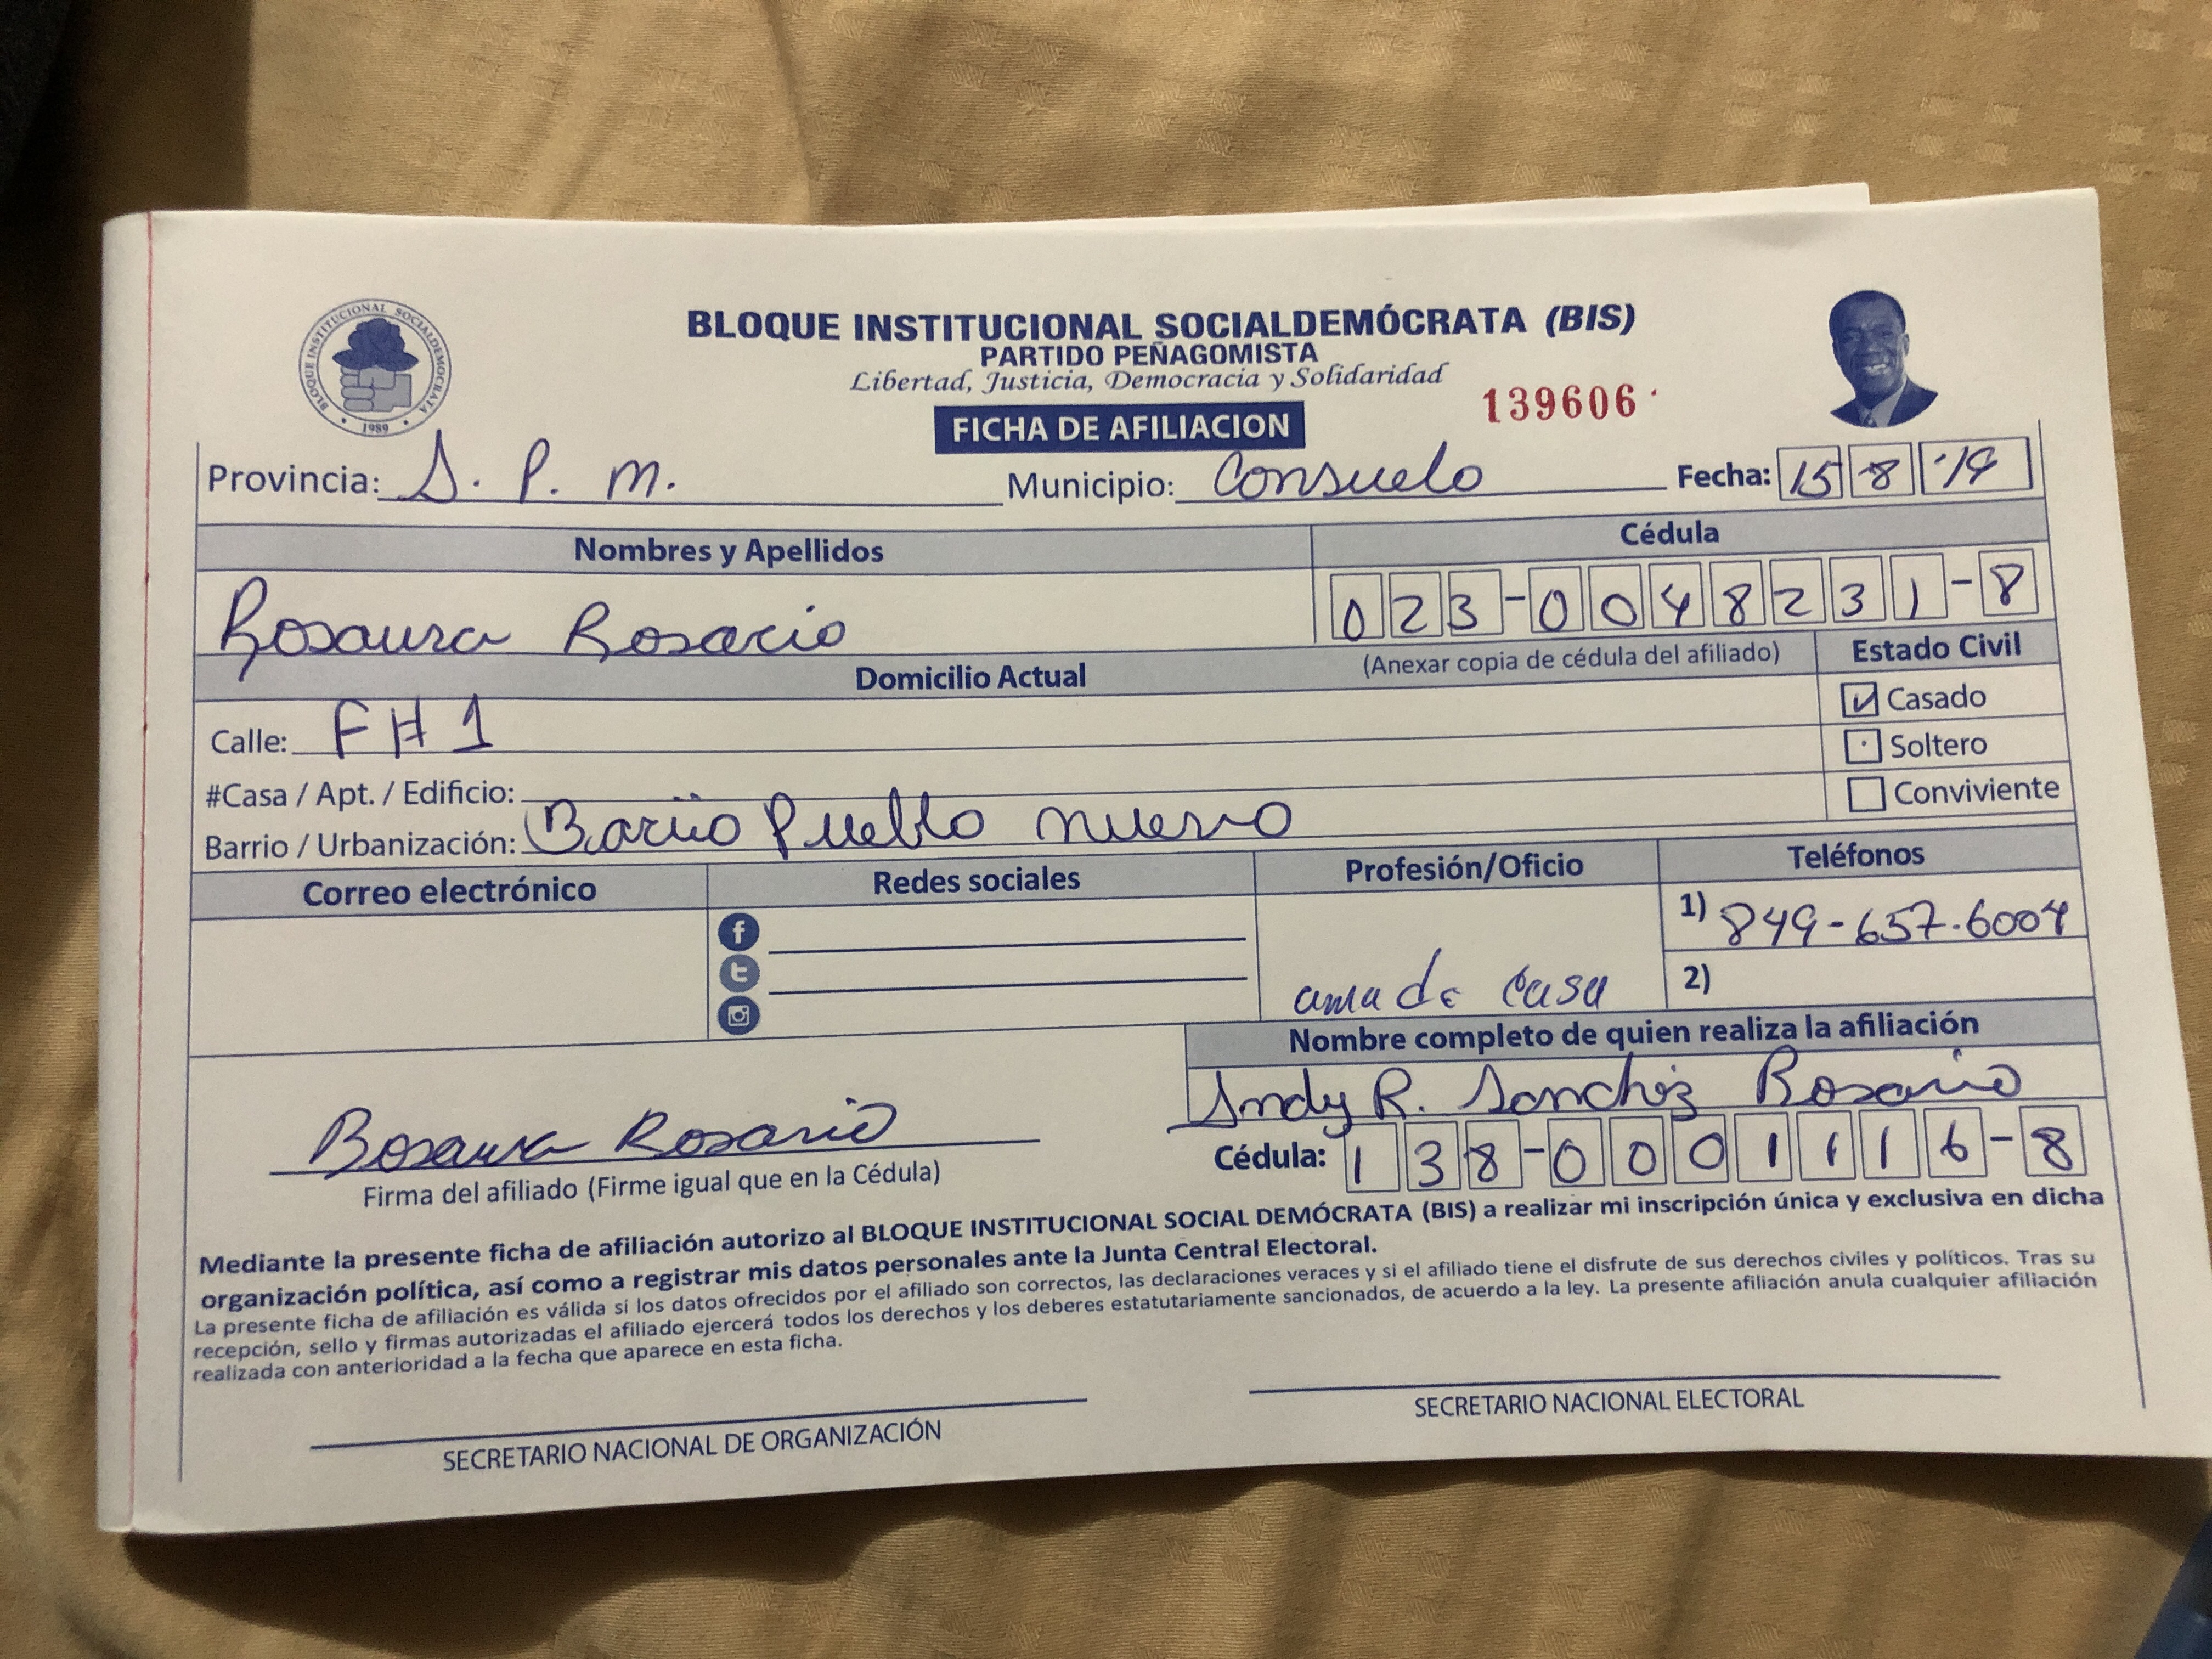 BLOQUE INSTITUCIONAL SOCIALDEMOCRATA
1989
BLOQUE INSTITUCIONAL SOCIALDEMÓCRATA (BIS)
PARTIDO PEÑAGOMISTA
Libertad, Justicia, Democracia y Solidaridad
139606
FICHA DE AFILIACION
Provincia: S. P. M. Municipio: Consuelo Fecha: 15 8 19
Nombres y Apellidos Cédula
Rosaura Rosario 023-0048231-8
(Anexar copia de cédula del afiliado) Estado Civil
Domicilio Actual
Casado
Calle: F # 1
Soltero
#Casa / Apt. / Edificio:
Conviviente
Barrio / Urbanización: Barrio Pueblo nuevo
Correo electrónico Redes sociales Profesión/Oficio Teléfonos
1) 849-657-6004
ama de casa 2)
Nombre completo de quien realiza la afiliación
Andy R. Sanchez Rosario
Rosaura Rosario Cédula: 138-0001116-8
Firma del afiliado (Firme igual que en la Cédula)
Mediante la presente ficha de afiliación autorizo al BLOQUE INSTITUCIONAL SOCIAL DEMÓCRATA (BIS) a realizar mi inscripción única y exclusiva en dicha
organización política, así como a registrar mis datos personales ante la Junta Central Electoral.
La presente ficha de afiliación es válida si los datos ofrecidos por el afiliado son correctos, las declaraciones veraces y si el afiliado tiene el disfrute de sus derechos civiles y políticos. Tras su
recepción, sello y firmas autorizadas el afiliado ejercerá todos los derechos y los deberes estatutariamente sancionados, de acuerdo a la ley. La presente afiliación anula cualquier afiliación
realizada con anterioridad a la fecha que aparece en esta ficha.
SECRETARIO NACIONAL DE ORGANIZACIÓN SECRETARIO NACIONAL ELECTORAL